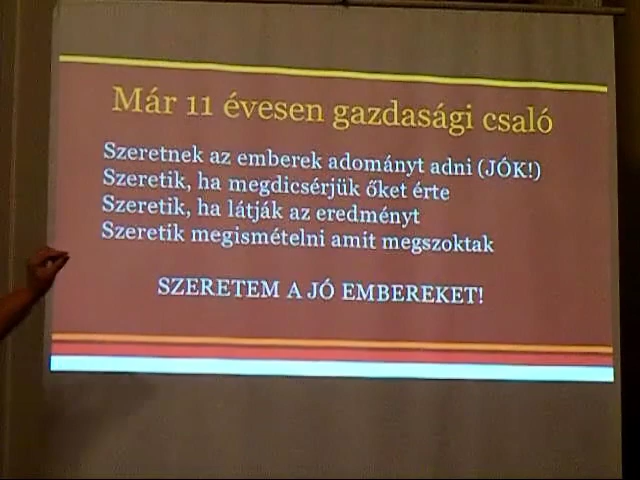 Már 11 évesen gazdasági csaló
Szeretnek az emberek adományt adni (JÓK!)
Szeretik, ha megdicsérjük őket érte
Szeretik, ha látják az eredményt
Szeretik megismételni amit megszoktak
SZERETEM A JÓ EMBEREKET!